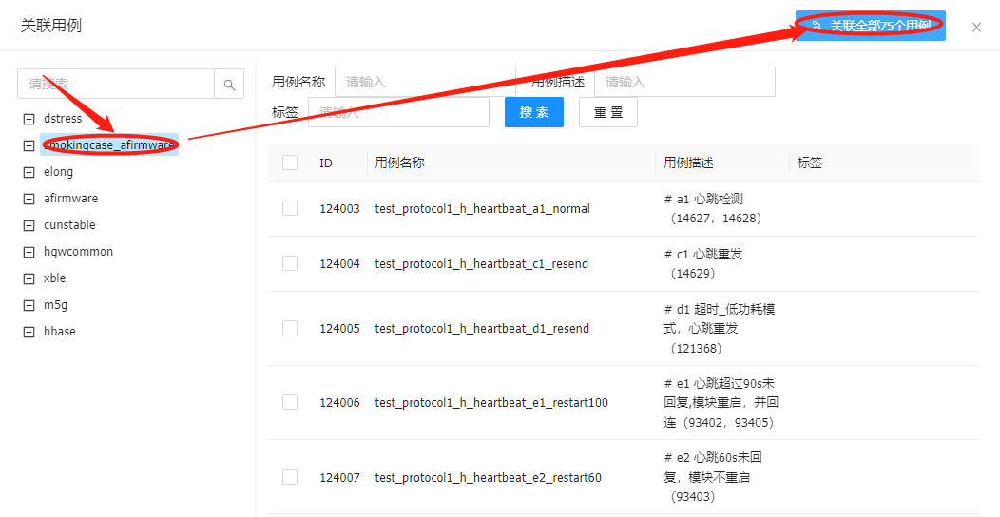 关联用例
关联全部75个用例
请搜索
dstress
smokingcase_afirmware
elong
afirmware
cunstable
hgwcommon
xble
m5g
bbase
用例名称 请输入 用例描述 请输入
标签 请输入 搜 索 重 置
ID 用例名称 用例描述 标签
124003 test_protocol1_h_heartbeat_a1_normal # a1 心跳检测
（14627，14628）
124004 test_protocol1_h_heartbeat_c1_resend # c1 心跳重发
（14629）
124005 test_protocol1_h_heartbeat_d1_resend # d1 超时_低功耗模
式，心跳重发
（121368）
124006 test_protocol1_h_heartbeat_e1_restart100 # e1 心跳超过90s未
回复,模块重启，并回
连（93402，93405）
124007 test_protocol1_h_heartbeat_e2_restart60 # e2 心跳60s未回
复，模块不重启
（93403）